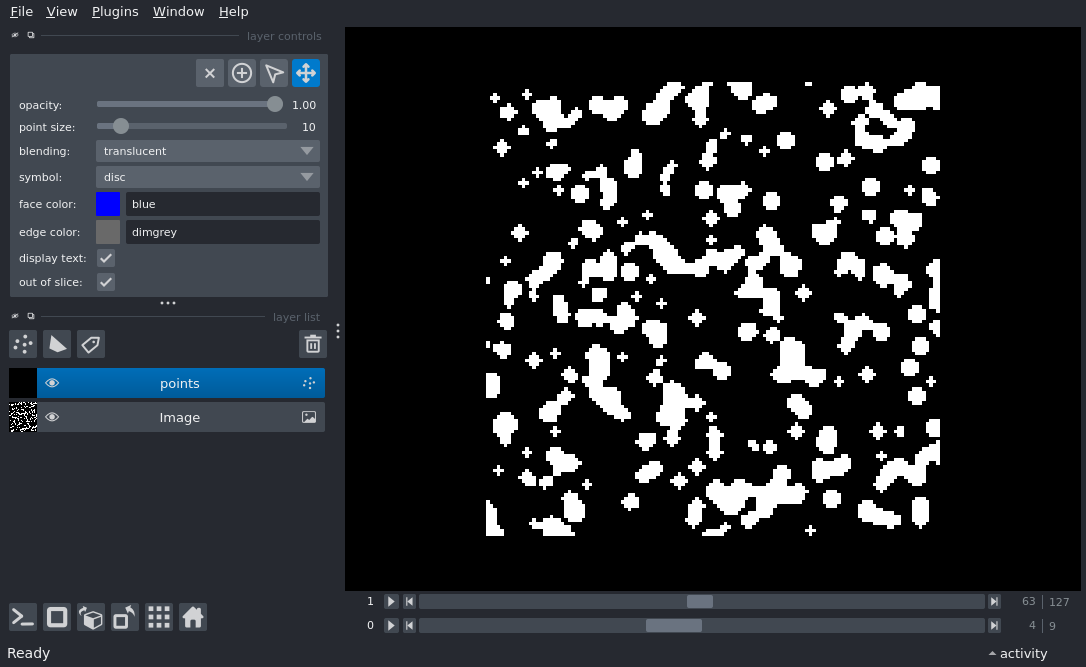 File View Plugins Window Help
layer controls
opacity: 1.00
point size: 10
blending: translucent
symbol: disc
face color: blue
edge color: dimgrey
display text:
out of slice:
layer list
points
Image
1 63 127
0 4 9
Ready activity